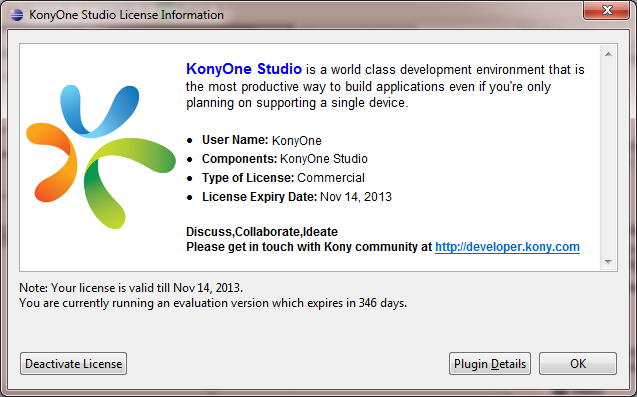 KonyOne Studio License Information
KonyOne Studio is a world class development environment that is
the most productive way to build applications even if you're only
planning on supporting a single device.
● User Name: KonyOne
● Components: KonyOne Studio
● Type of License: Commercial
● License Expiry Date: Nov 14, 2013
Discuss,Collaborate,Ideate
Please get in touch with Kony community at http://developer.kony.com
Note: Your license is valid till Nov 14, 2013.
You are currently running an evaluation version which expires in 346 days.
Deactivate License Plugin Details OK